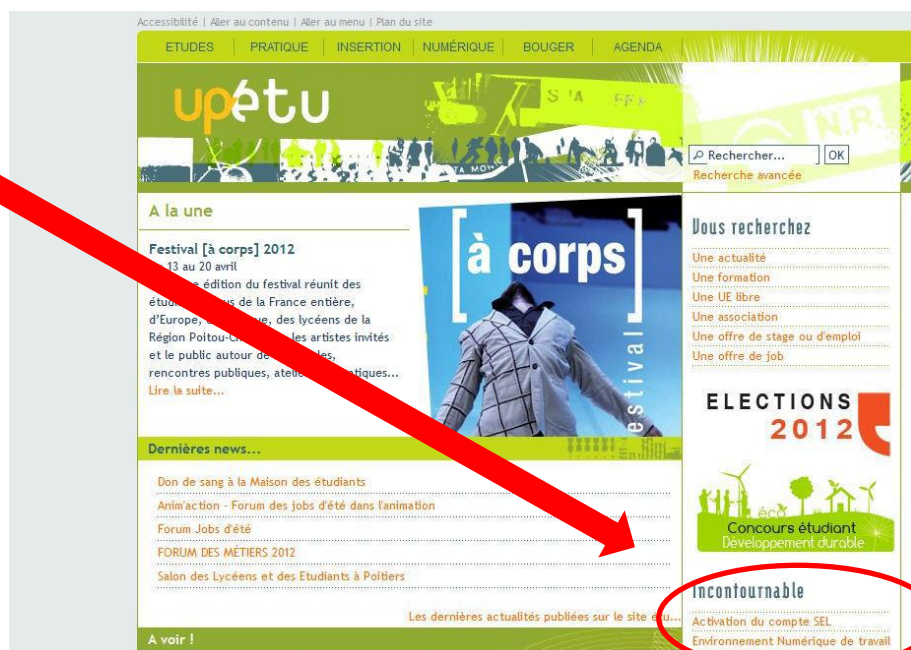 Accessibilité | Aller au contenu | Aller au menu | Plan du site
ETUDES | PRATIQUE | INSERTION | NUMÉRIQUE | BOUGER | AGENDA
upétu
N.R.
Rechercher... OK
Recherche avancée
A la une
Festival [à corps] 2012
13 au 20 avril
édition du festival réunit des
de la France entière,
d'Europe, des lycéens de la
Région les artistes invités
et le public autour de
rencontres publiques,
Lire la suite...
[à corps]
estival
Vous recherchez
Une actualité
Une formation
Une UE libre
Une association
Une offre de stage ou d'emploi
Une offre de job
ELECTIONS
2012
éco
Concours étudiant
Développement durable
Dernières news...
Don de sang à la Maison des étudiants
Anim'action - Forum des jobs d'été dans l'animation
Forum Jobs d'été
FORUM DES MÉTIERS 2012
Salon des Lycéens et des Etudiants à Poitiers
Les dernières actualités publiées sur le site
A voir !
Incontournable
Activation du compte SEL
Environnement Numérique de travail